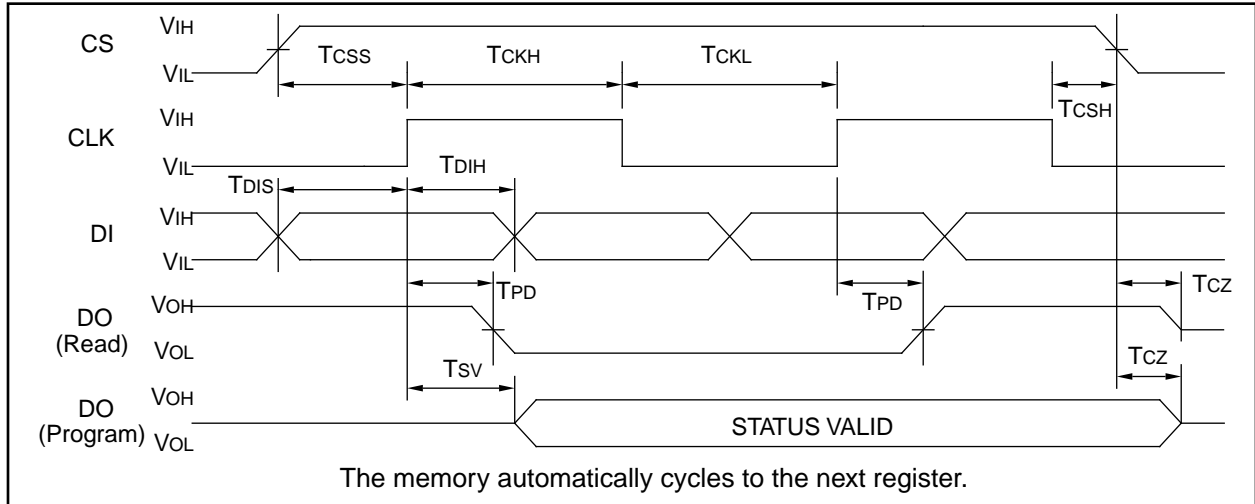 CS
VIH
VIL
TCSS
TCKH
TCKL
TCSH
CLK
VIH
VIL
TDIS
TDIH
DI
VIH
VIL
TPD
TPD
TCZ
DO
(Read)
VOH
VOL
TSV
TCZ
DO
(Program)
VOH
VOL
STATUS VALID
The memory automatically cycles to the next register.